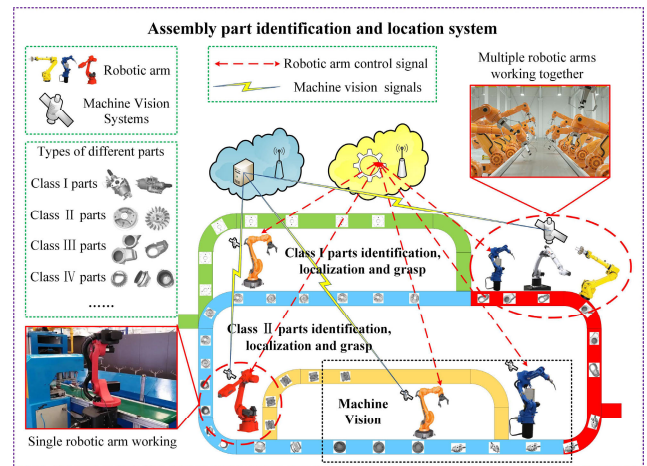 Assembly part identification and location system
Robotic arm
Machine Vision
Systems
Robotic arm control signal
Machine vision signals
Multiple robotic arms
working together
Types of different parts
Class I parts
Class Ⅱ parts
Class III parts
Class IV parts
......
Class I parts identification,
localization and grasp
Class Ⅱ parts identification,
localization and grasp
Machine
Vision
Single robotic arm working